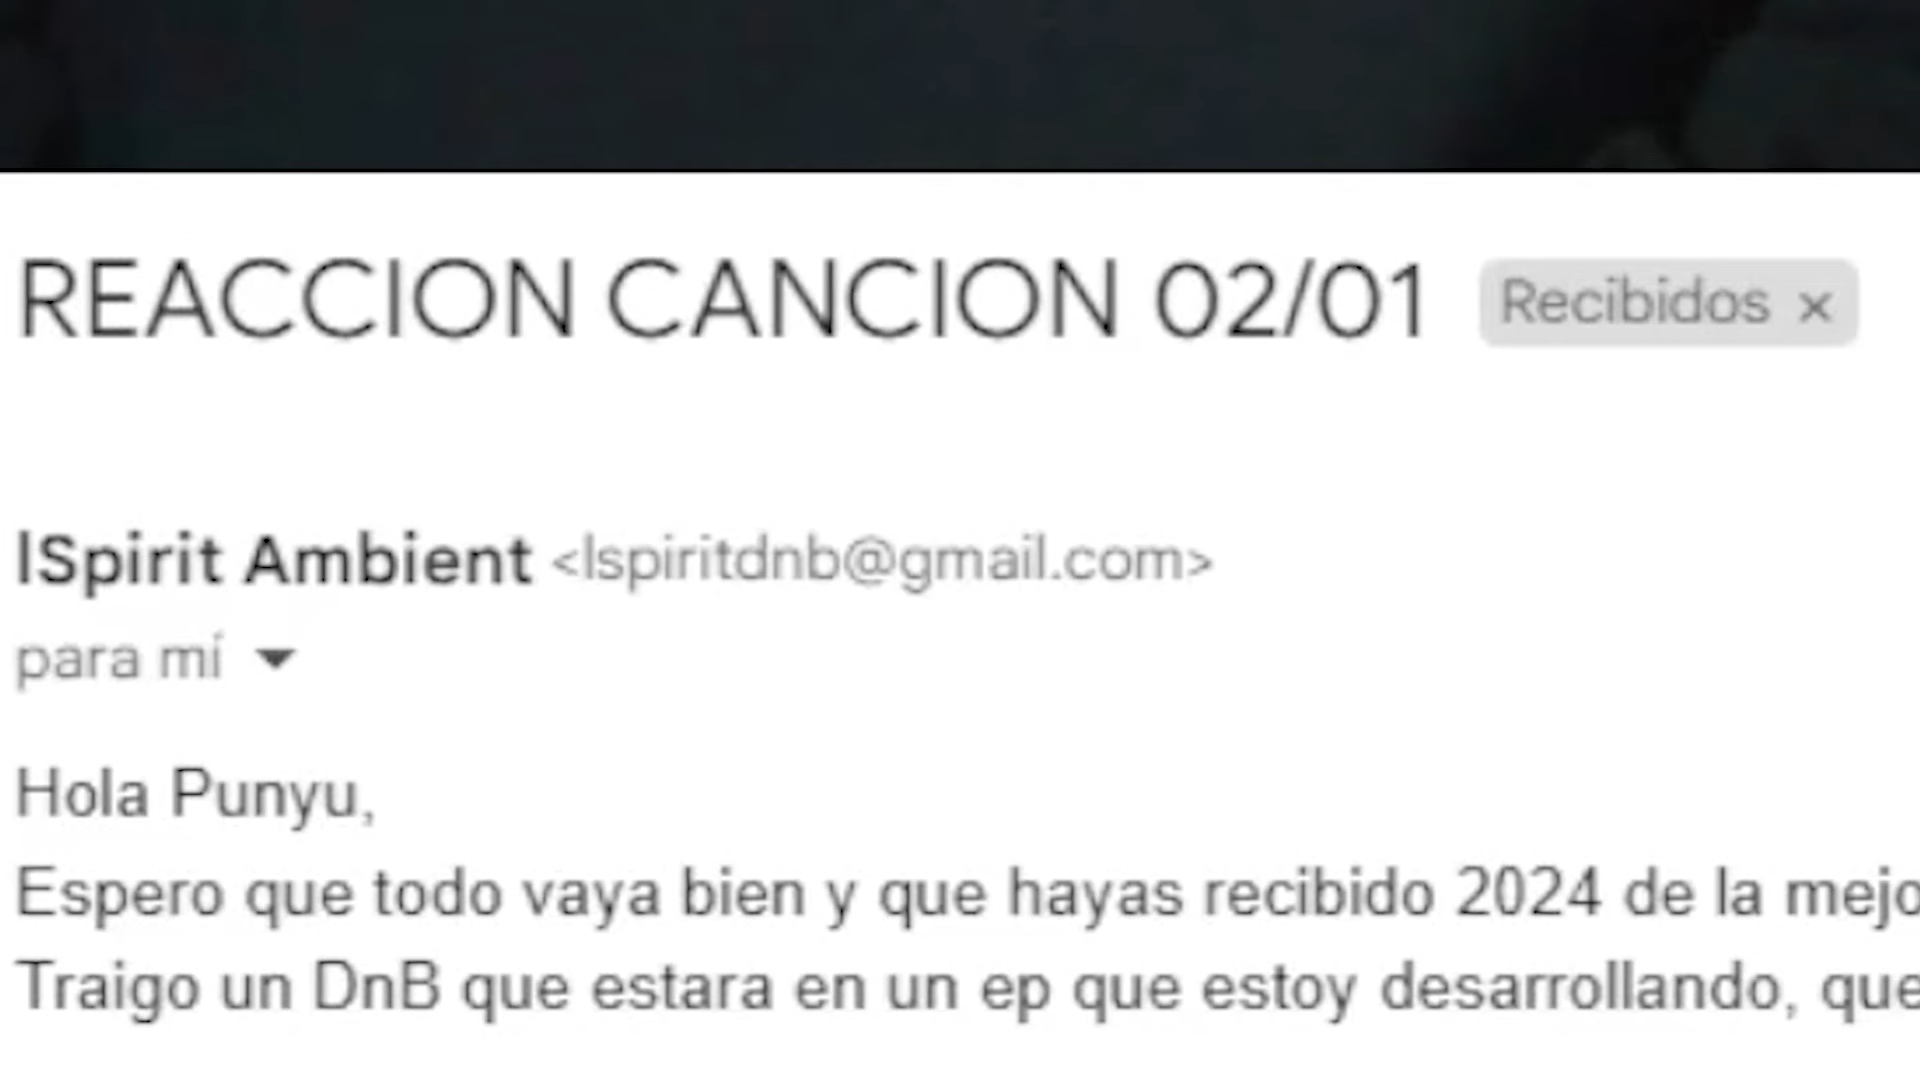 REACCION CANCION 02/01 Recibidos x
lSpirit Ambient <lspiritdnb@gmail.com>
para mí
Hola Punyu,
Espero que todo vaya bien y que hayas recibido 2024 de la mejo
Traigo un DnB que estara en un ep que estoy desarrollando, que